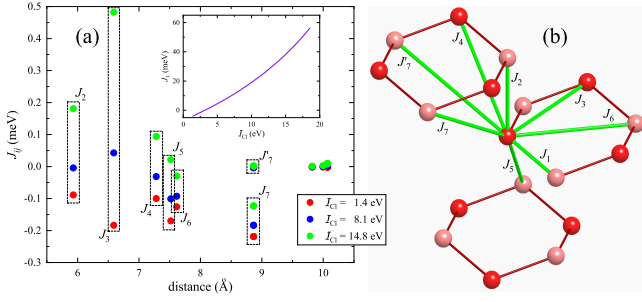 (a)
J_ij (meV)
0.5
0.4
0.3
0.2
0.1
0.0
-0.1
-0.2
-0.3
6
7
8
9
10
distance (Å)
J_2
J_3
J_4
J_5
J_6
J'_7
J_7
J_1 (meV)
60
40
20
0
0
5
10
15
20
I_Cl (eV)
I_Cl = 1.4 eV
I_Cl = 8.1 eV
I_Cl = 14.8 eV
(b)
J_4
J'_7
J_2
J_3
J_6
J_7
J_1
J_5